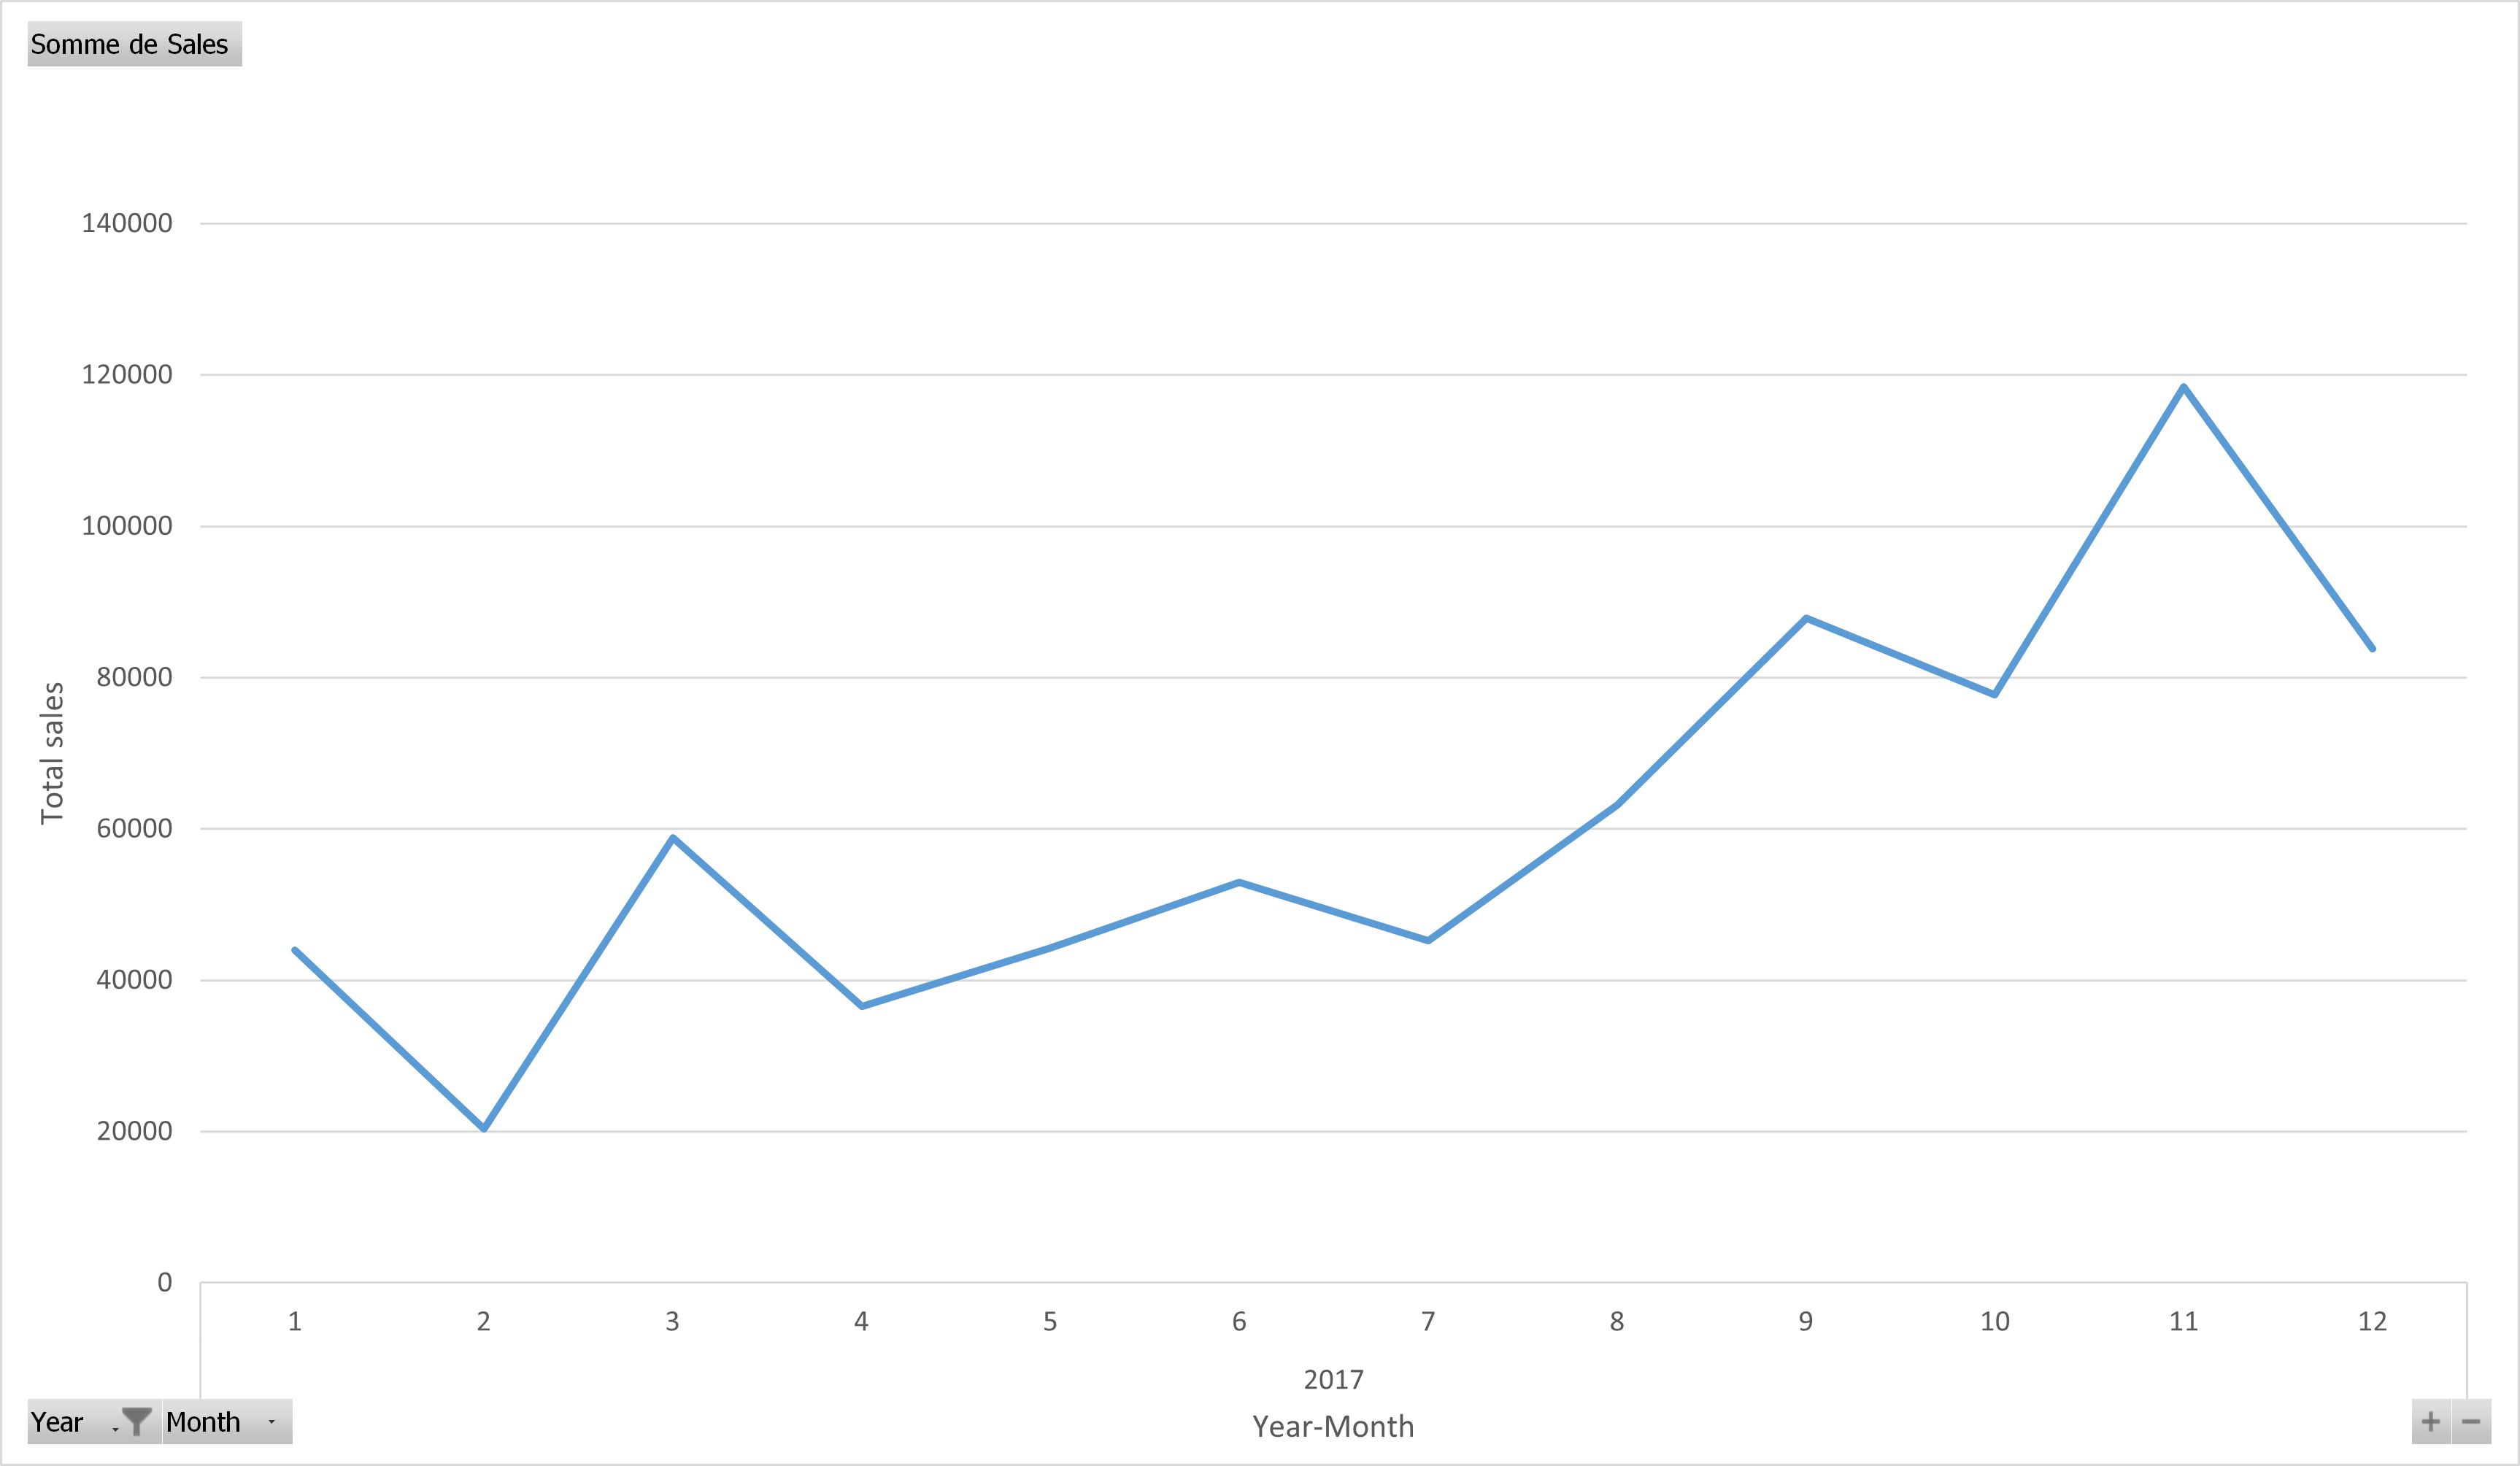 Somme de Sales
140000
120000
100000
80000
60000
40000
20000
0
Total sales
1 2 3 4 5 6 7 8 9 10 11 12
2017
Year-Month
Year Month
+ −